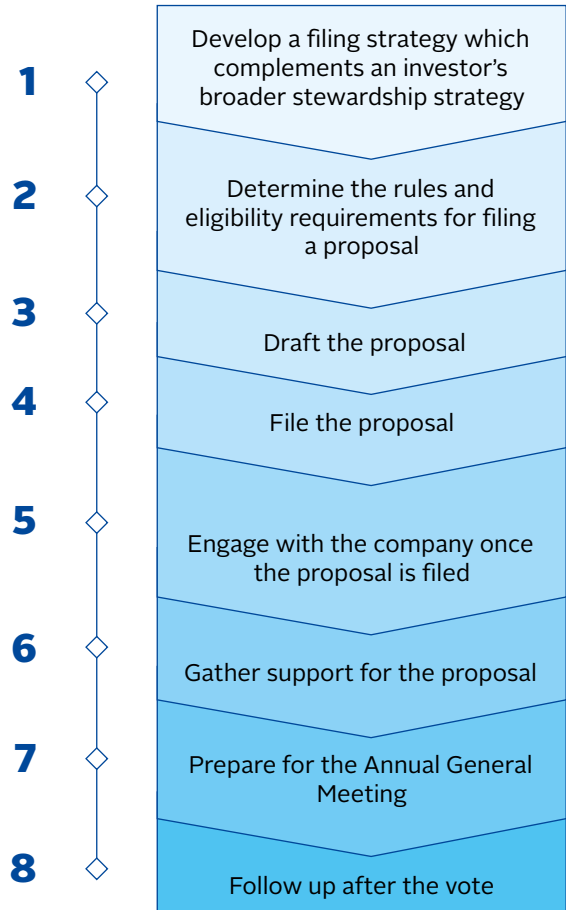 1
Develop a filing strategy which
complements an investor's
broader stewardship strategy
2
Determine the rules and
eligibility requirements for filing
a proposal
3
Draft the proposal
4
File the proposal
5
Engage with the company once
the proposal is filed
6
Gather support for the proposal
7
Prepare for the Annual General
Meeting
8
Follow up after the vote